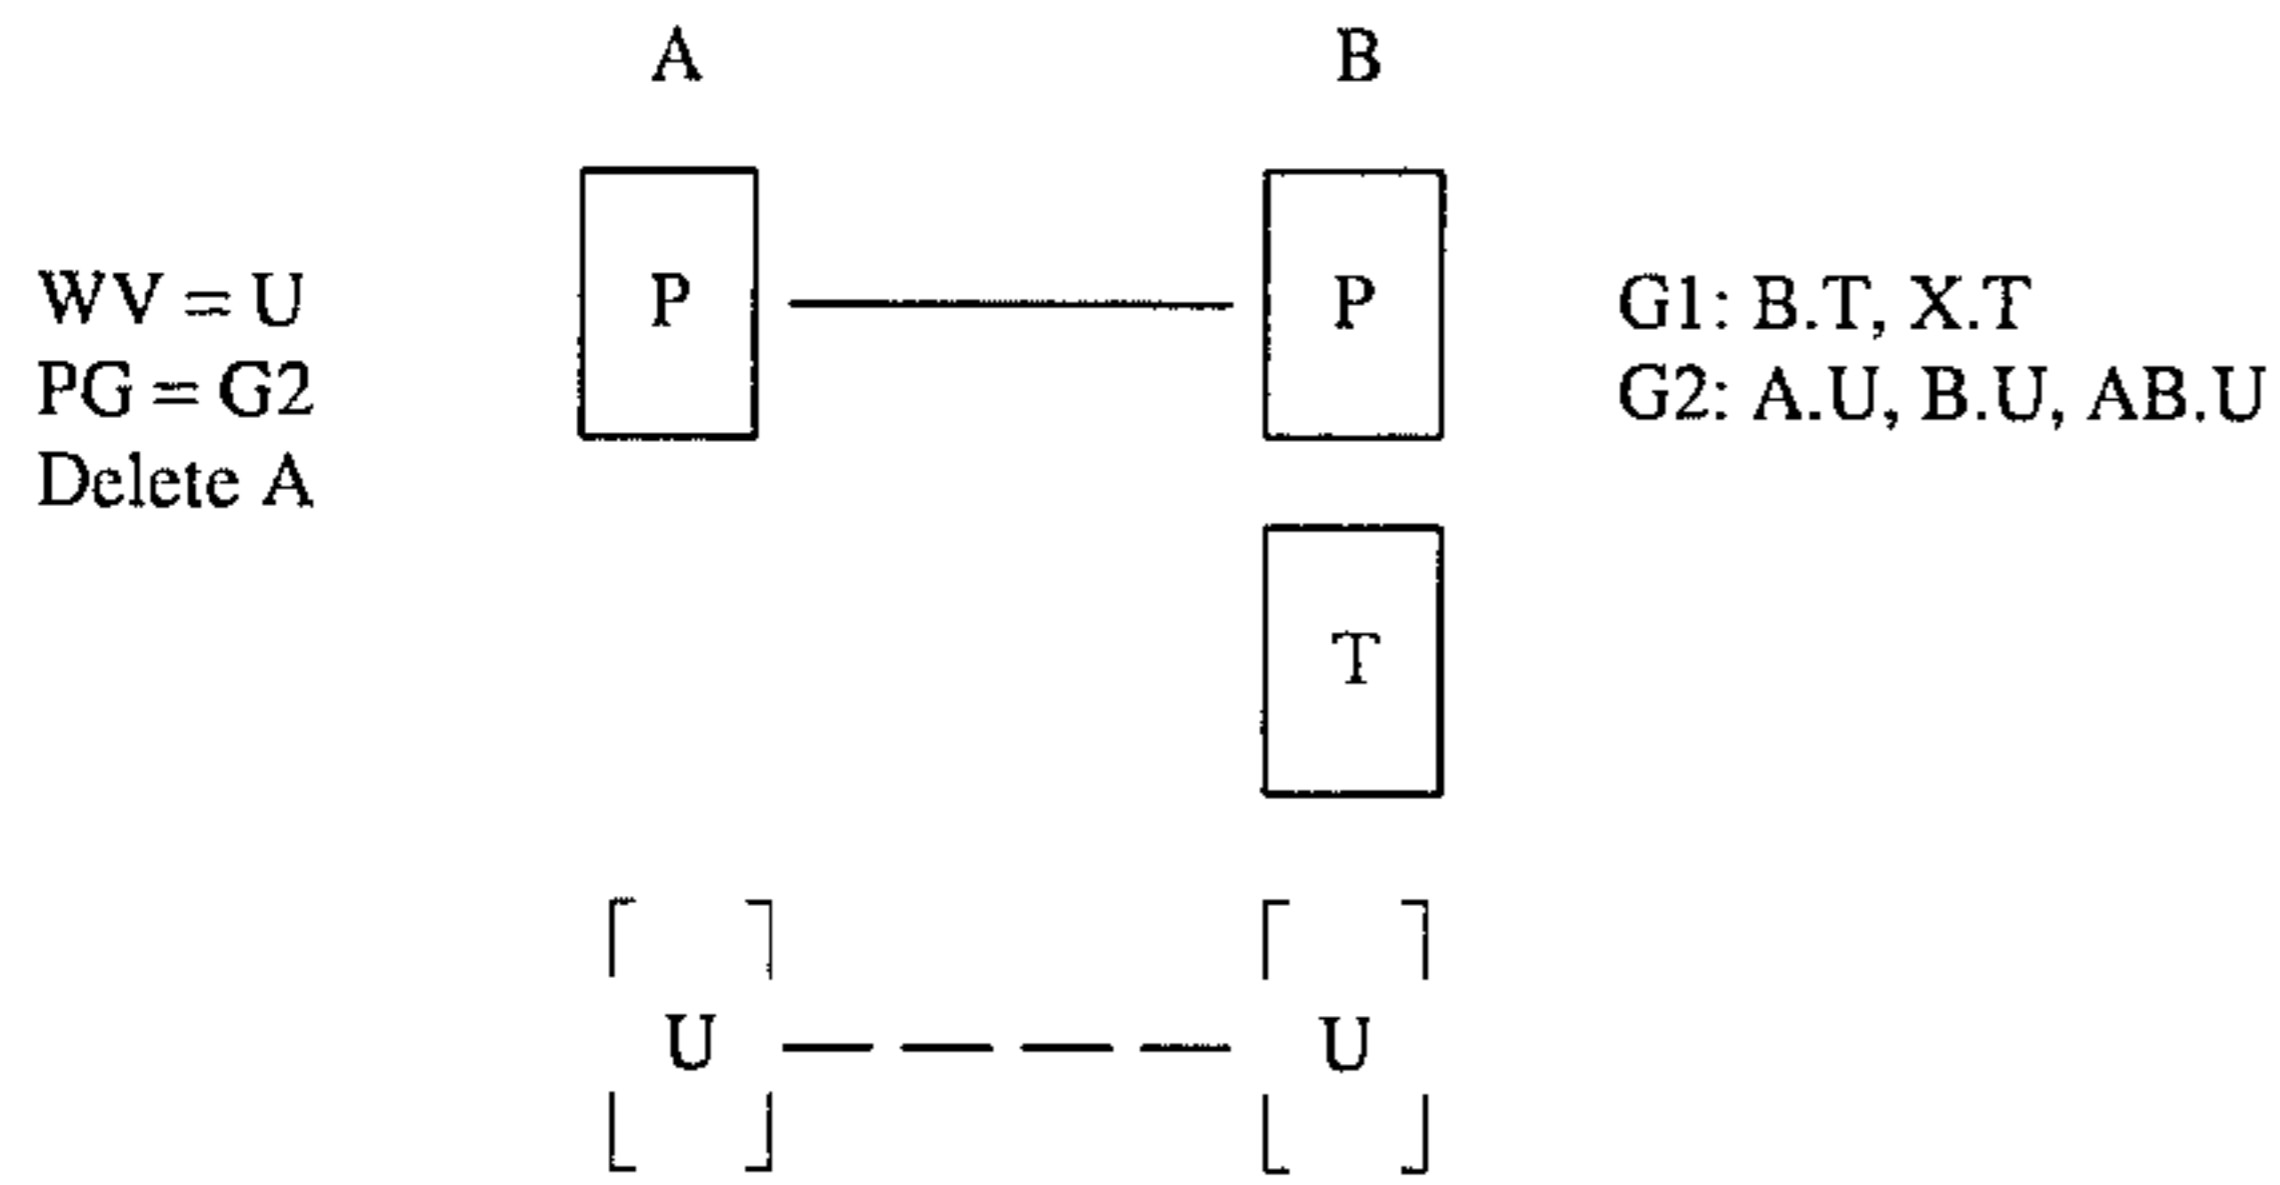 A B
P P
WV = U
PG = G2
Delete A
G1: B.T, X.T
G2: A.U, B.U, AB.U
T
U U